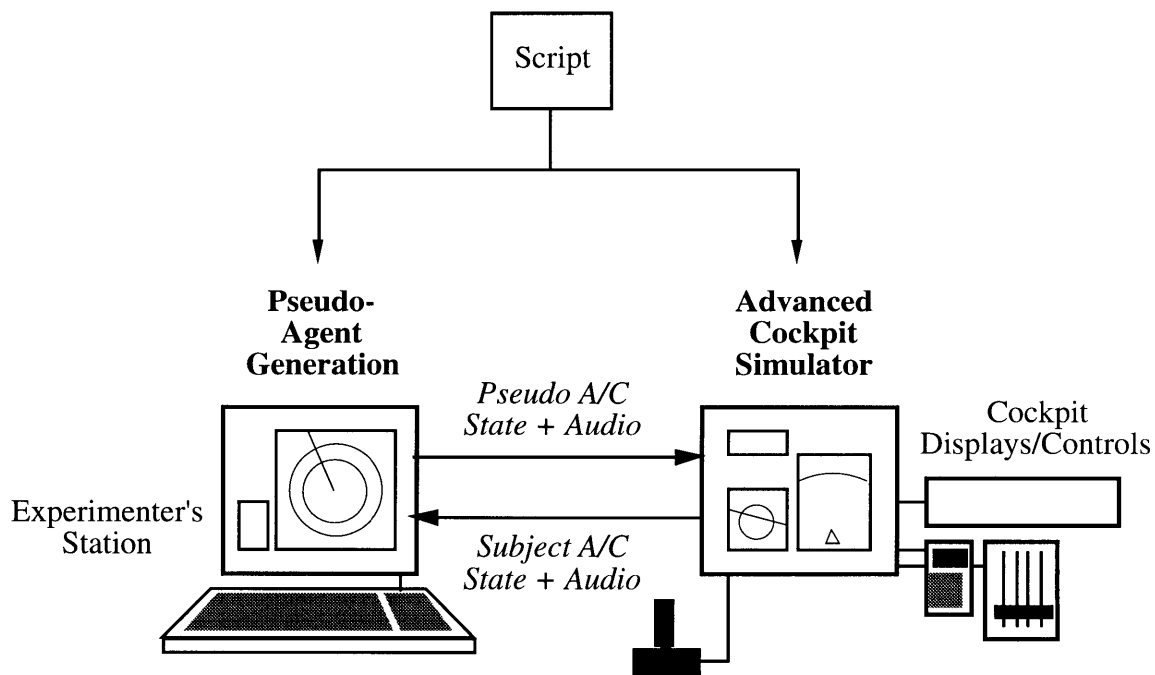 Script
Pseudo-
Agent
Generation
Advanced
Cockpit
Simulator
Pseudo A/C
State + Audio
Cockpit
Displays/Controls
Experimenter's
Station
Subject A/C
State + Audio